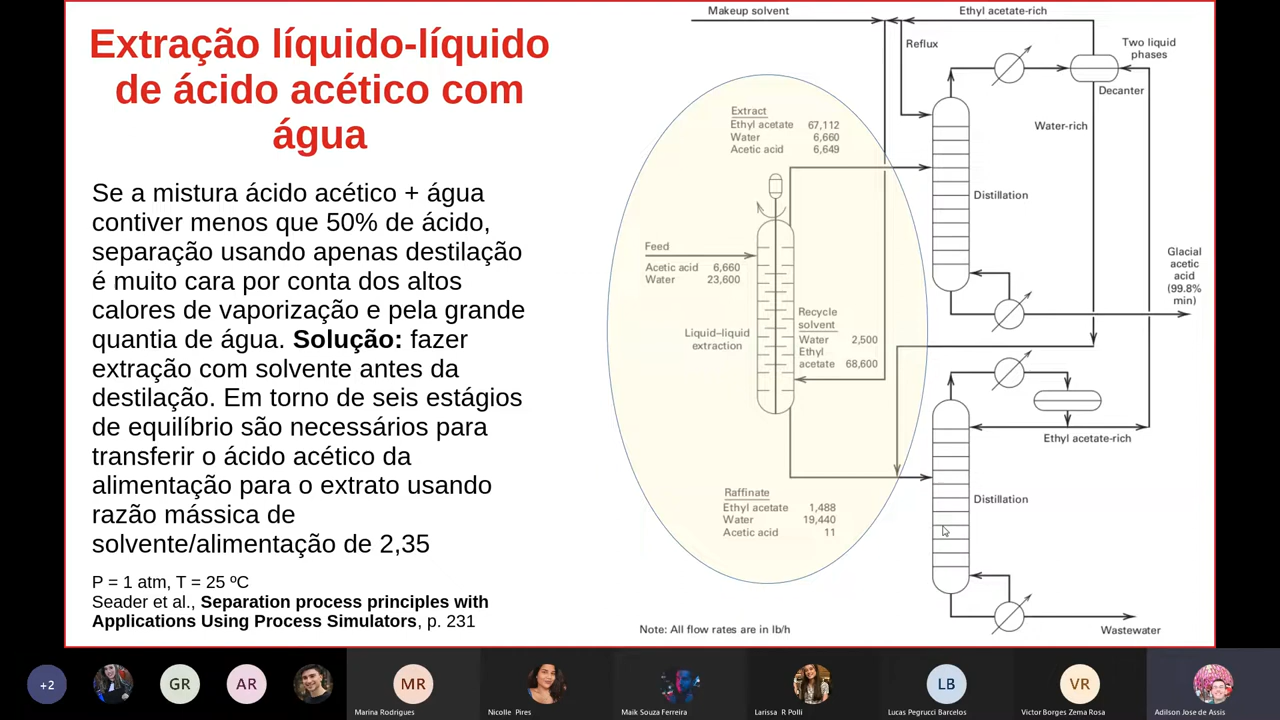 Extração líquido-líquido
de ácido acético com
água
Se a mistura ácido acético + água
contiver menos que 50% de ácido,
separação usando apenas destilação
é muito cara por conta dos altos
calores de vaporização e pela grande
quantia de água. Solução: fazer
extração com solvente antes da
destilação. Em torno de seis estágios
de equilíbrio são necessários para
transferir o ácido acético da
alimentação para o extrato usando
razão mássica de
solvente/alimentação de 2,35
P = 1 atm, T = 25 ºC
Seader et al., Separation process principles with
Applications Using Process Simulators, p. 231
Makeup solvent
Ethyl acetate-rich
Reflux
Two liquid
phases
Decanter
Water-rich
Extract
Ethyl acetate 67,112
Water 6,660
Acetic acid 6,649
Distillation
Feed
Acetic acid 6,660
Water 23,600
Glacial
acetic
acid
(99.8%
min)
Liquid–liquid
extraction
Recycle
solvent
Water 2,500
Ethyl
acetate 68,600
Ethyl acetate-rich
Raffinate
Ethyl acetate 1,488
Water 19,440
Acetic acid 11
Distillation
Note: All flow rates are in lb/h
Wastewater
+2
GR
AR
MR
LB
VR
Marina Rodrigues
Nicolle Pires
Maik Souza Ferreira
Larissa R Polli
Lucas Pegrucci Barcelos
Victor Borges Zema Rosa
Adilson Jose de Assis